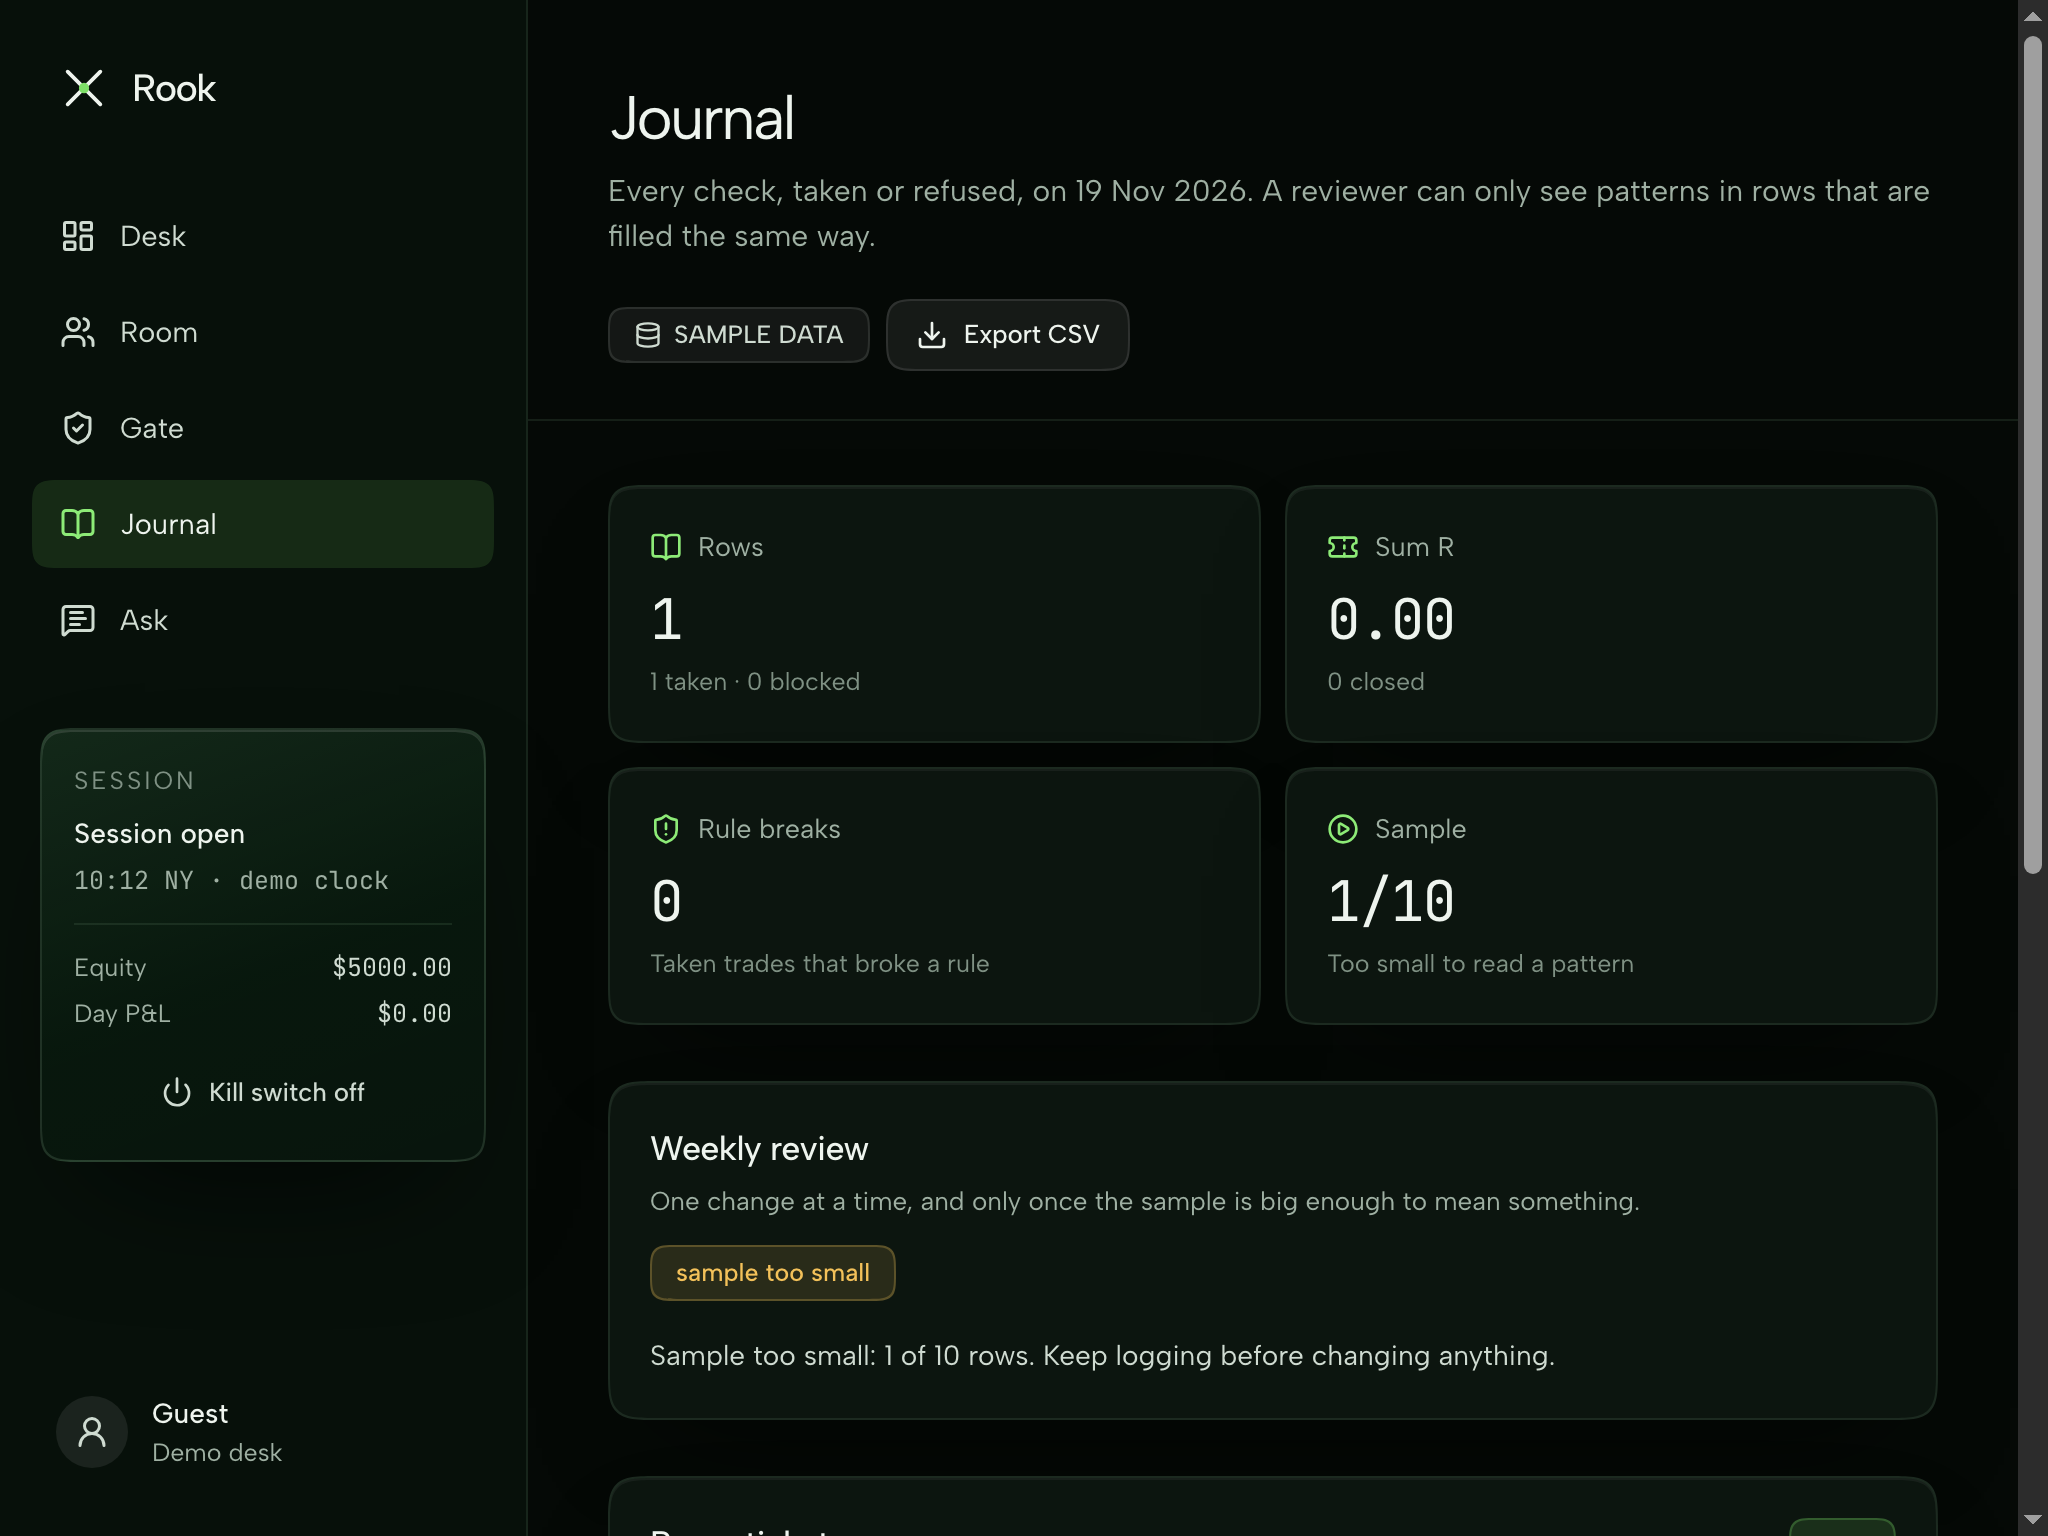 Rook
Desk
Room
Gate
Journal
Ask
SESSION
Session open
10:12 NY · demo clock
Equity $5000.00
Day P&L $0.00
Kill switch off
Guest
Demo desk
Journal
Every check, taken or refused, on 19 Nov 2026. A reviewer can only see patterns in rows that are
filled the same way.
SAMPLE DATA
Export CSV
Rows
1
1 taken · 0 blocked
Sum R
0.00
0 closed
Rule breaks
0
Taken trades that broke a rule
Sample
1/10
Too small to read a pattern
Weekly review
One change at a time, and only once the sample is big enough to mean something.
sample too small
Sample too small: 1 of 10 rows. Keep logging before changing anything.